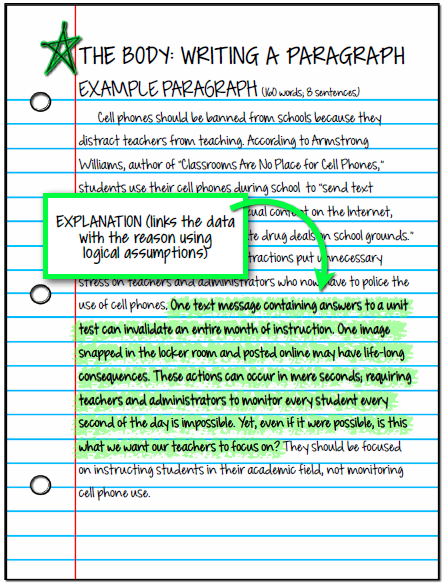 THE BODY: WRITING A PARAGRAPH
EXAMPLE PARAGRAPH (160 words, 8 sentences)
Cell phones should be banned from schools because they
distract teachers from teaching. According to Armstrong
Williams, author of "Classrooms Are No Place for Cell Phones,"
students use their cell phones during school to "send text
content on the Internet,
drug deals on school grounds."
put unnecessary
stress on teachers and administrators who now have to police the
use of cell phones. One text message containing answers to a unit
test can invalidate an entire month of instruction. One image
snapped in the locker room and posted online may have life-long
consequences. These actions can occur in mere seconds; requiring
teachers and administrators to monitor every student every
second of the day is impossible. Yet, even if it were possible, is this
what we want our teachers to focus on? They should be focused
on instructing students in their academic field, not monitoring
cell phone use.
EXPLANATION (links the data
with the reason using
logical assumptions)